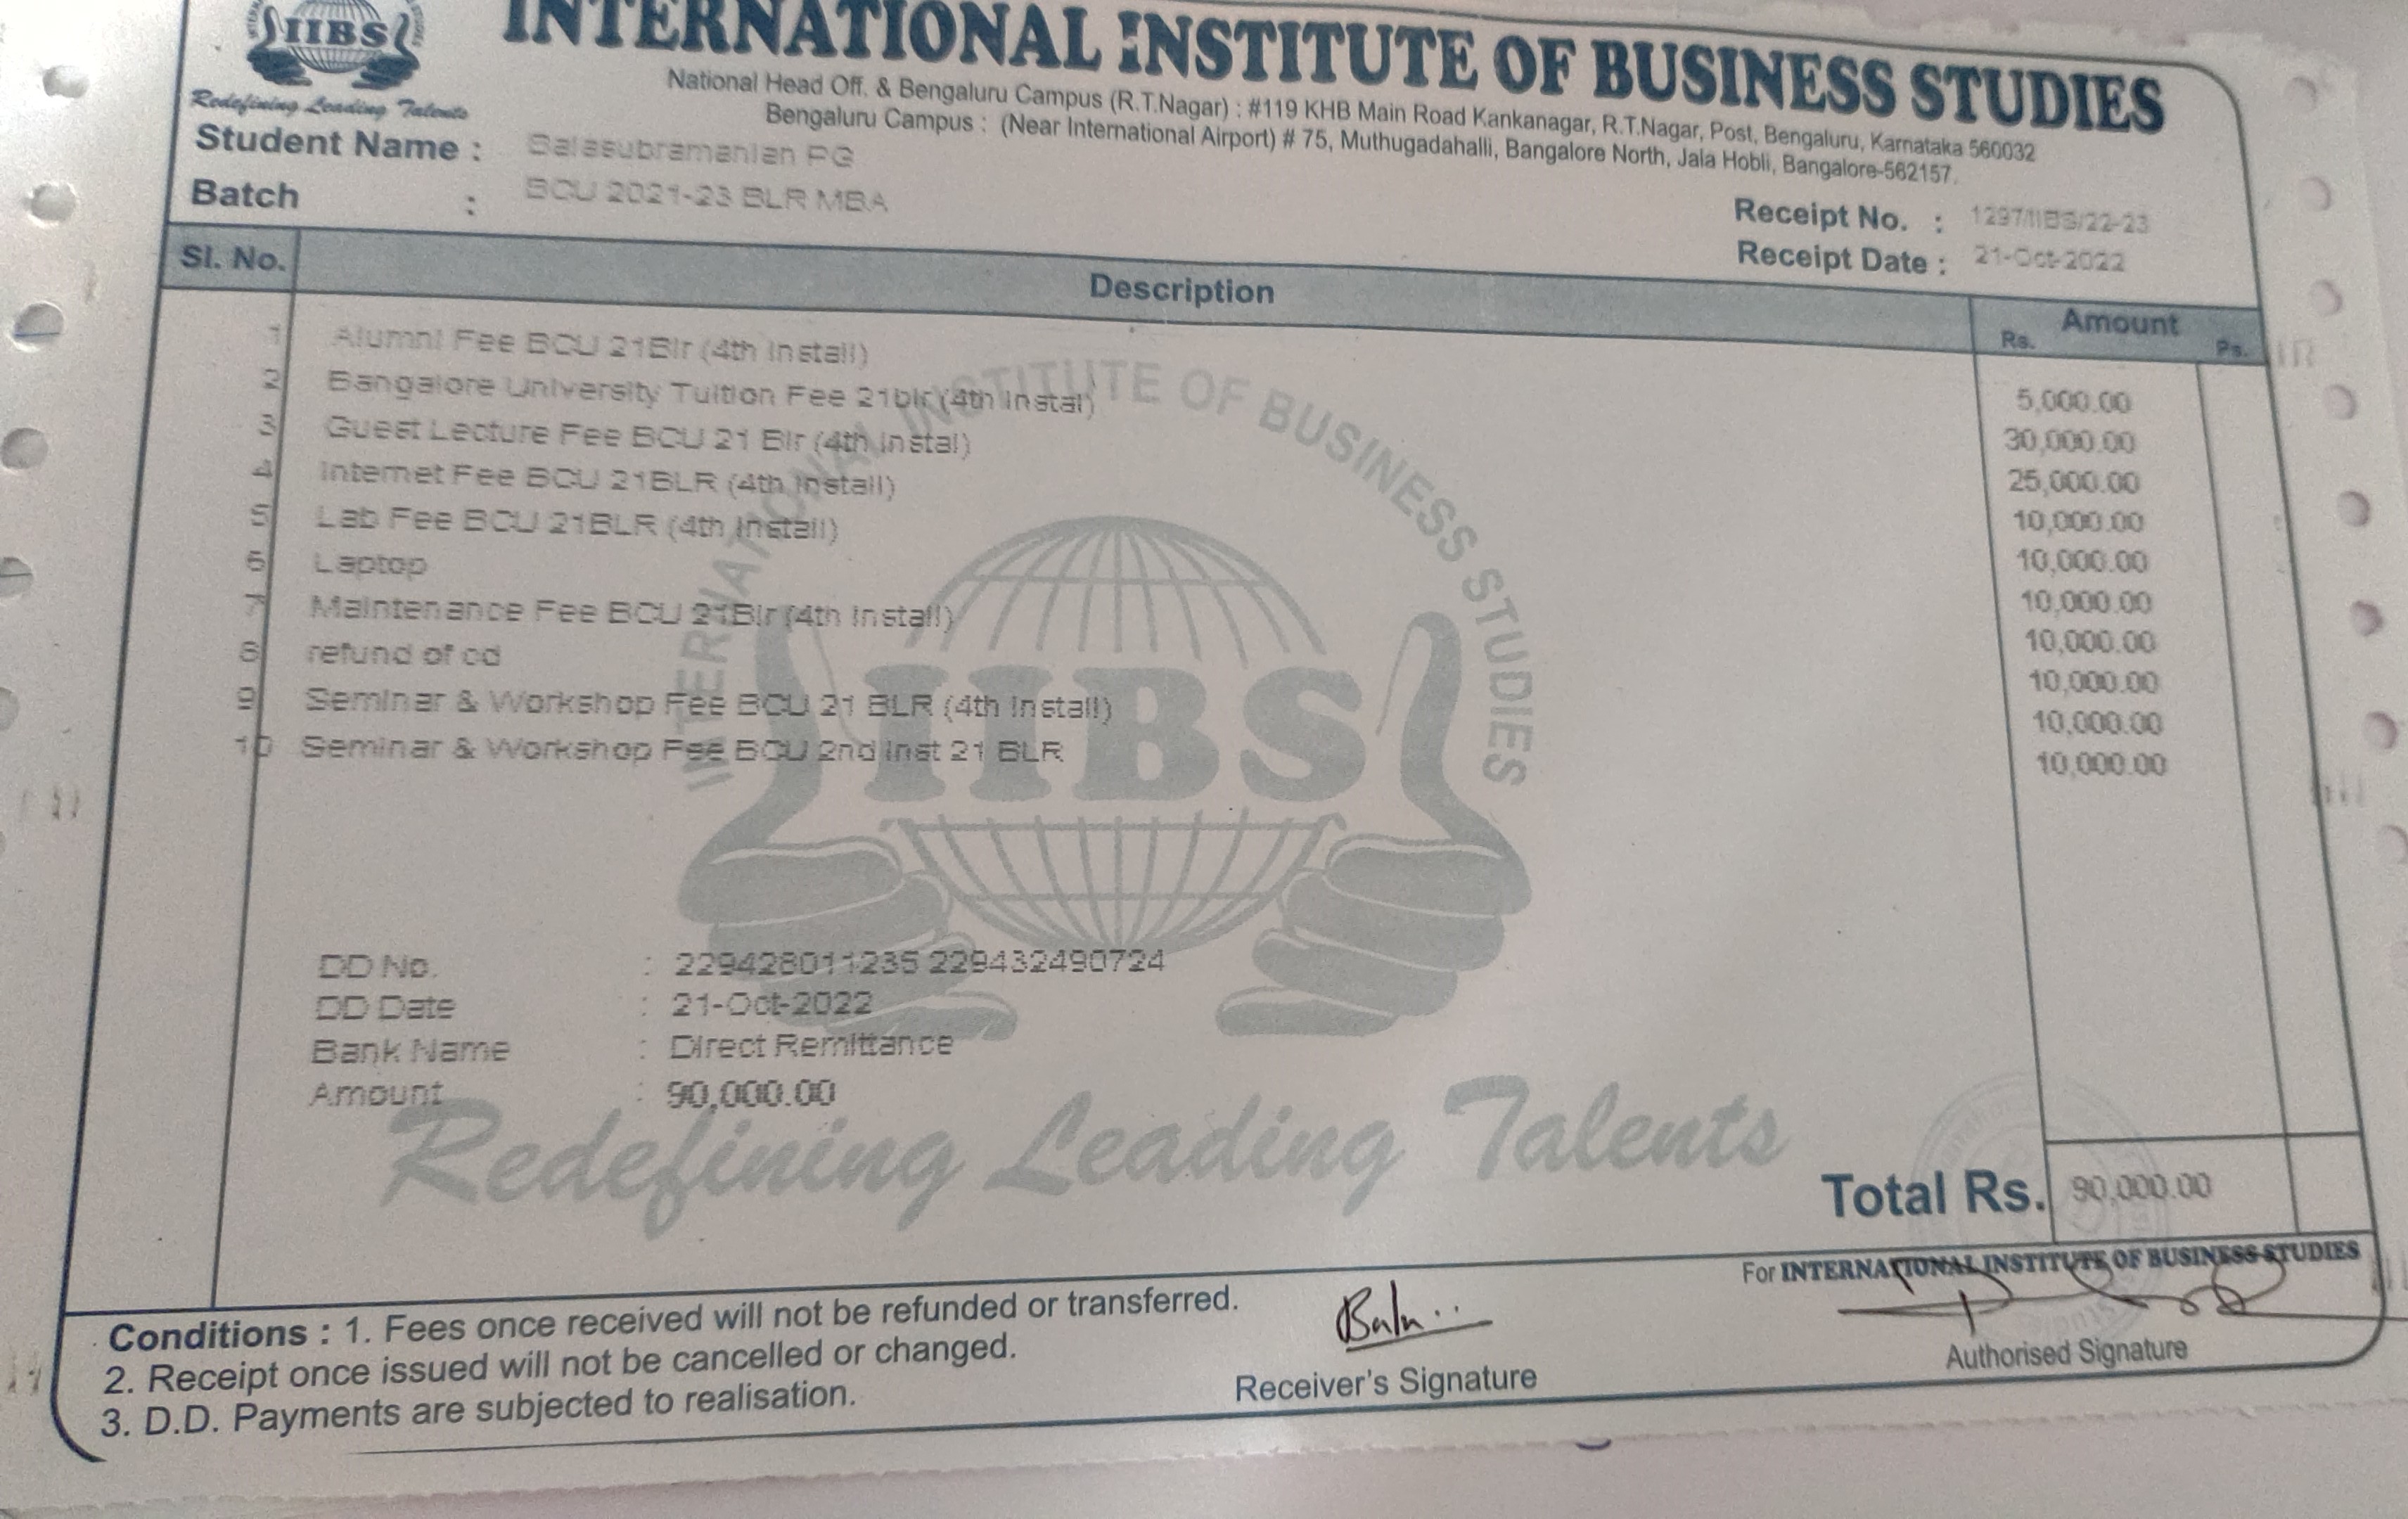 IIBS
Redefining Leading Talents
INTERNATIONAL INSTITUTE OF BUSINESS STUDIES
National Head Off. & Bengaluru Campus (R.T.Nagar) : #119 KHB Main Road Kankanagar, R.T.Nagar, Post, Bengaluru, Karnataka 560032
Bengaluru Campus : (Near International Airport) # 75, Muthugadahalli, Bangalore North, Jala Hobli, Bangalore-562157.
Student Name : Balasubramanian PG
Batch : BCU 2021-23 BLR MBA
Receipt No. : 1297/IIBS/22-23
Receipt Date : 21-Oct-2022
Sl. No. Description Amount
Rs. Ps.
1 Alumni Fee BCU 21Blr (4th Install) 5,000.00
2 Bangalore University Tuition Fee 21blr (4th Instal) 30,000.00
3 Guest Lecture Fee BCU 21 Blr (4th Instal) 25,000.00
4 Internet Fee BCU 21BLR (4th Install) 10,000.00
5 Lab Fee BCU 21BLR (4th Install) 10,000.00
6 Laptop 10,000.00
7 Maintenance Fee BCU 21Blr (4th Install) 10,000.00
8 refund of cd 10,000.00
9 Seminar & Workshop Fee BCU 21 BLR (4th Install) 10,000.00
10 Seminar & Workshop Fee BCU 2nd Inst 21 BLR 10,000.00
INTERNATIONAL INSTITUTE OF BUSINESS STUDIES
IIBS
DD No. : 229428011235 229432490724
DD Date : 21-Oct-2022
Bank Name : Direct Remittance
Amount : 90,000.00
Redefining Leading Talents
Total Rs. 90,000.00
For INTERNATIONAL INSTITUTE OF BUSINESS STUDIES
Conditions : 1. Fees once received will not be refunded or transferred.
2. Receipt once issued will not be cancelled or changed.
3. D.D. Payments are subjected to realisation.
Receiver's Signature
Authorised Signature